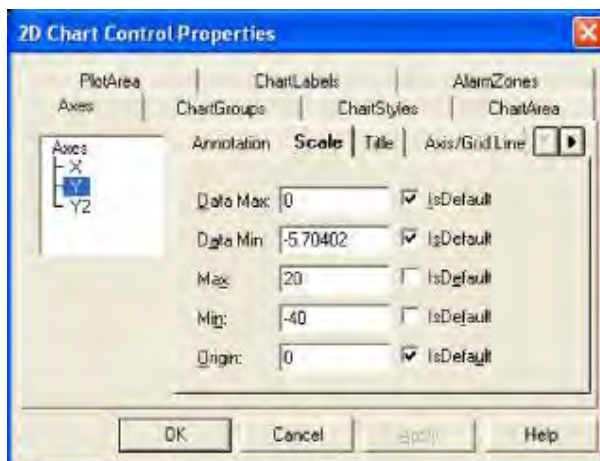 2D Chart Control Properties
PlotArea ChartLabels AlarmZones
Axes ChartGroups ChartStyles ChartArea
Axes
X
Y
Y2
Annotation Scale Title Axis/Grid Line
Data Max: 0 IsDefault
Data Min: -5.70402 IsDefault
Max: 20 IsDefault
Min: -40 IsDefault
Origin: 0 IsDefault
OK Cancel Apply Help